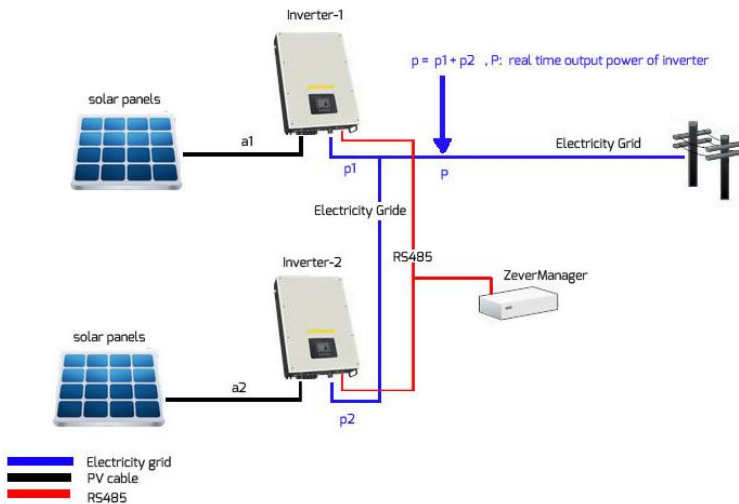 Inverter-1
p = p1 + p2 , P: real time output power of inverter
solar panels
a1
Electricity Grid
p1
P
Electricity Gride
RS485
Inverter-2
ZeverManager
solar panels
a2
p2
Electricity grid
PV cable
RS485